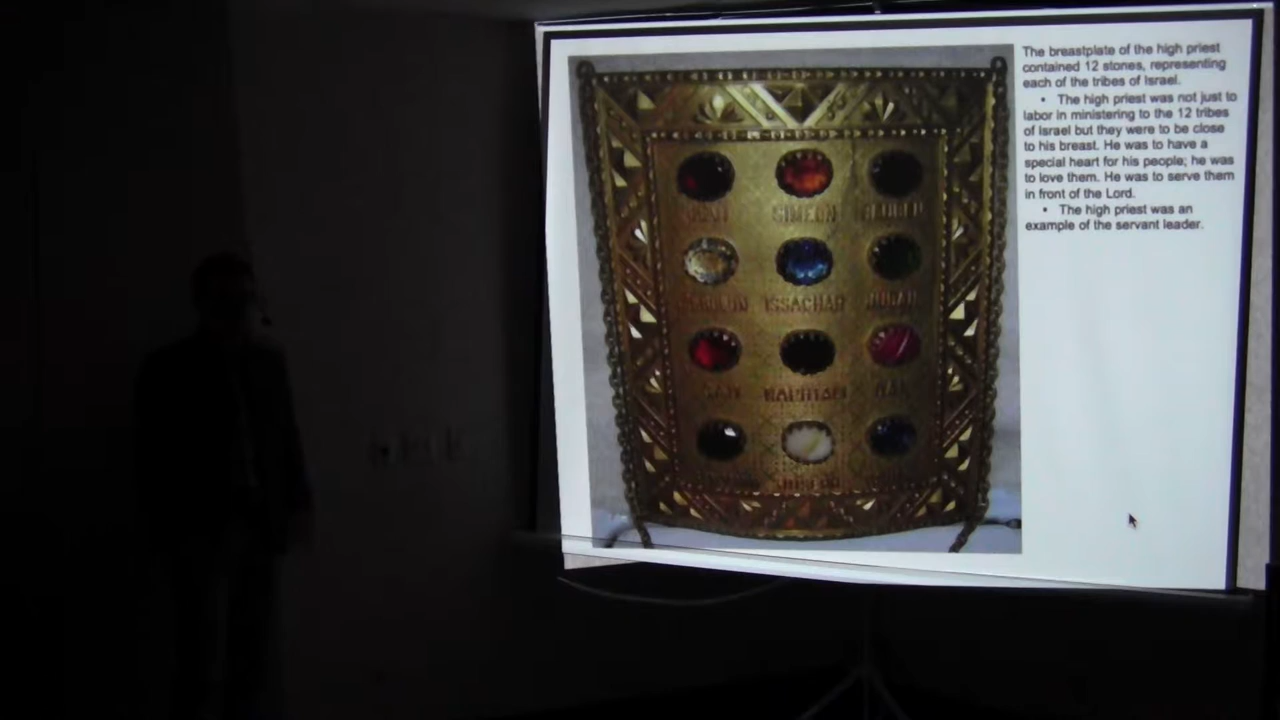 The breastplate of the high priest
contained 12 stones, representing
each of the tribes of Israel.
• The high priest was not just to
labor in ministering to the 12 tribes
of Israel but they were to be close
to his breast. He was to have a
special heart for his people; he was
to love them. He was to serve them
in front of the Lord.
• The high priest was an
example of the servant leader.
SIMEON REUBEN
ISSACHAR JUDAH
NAPHTALI